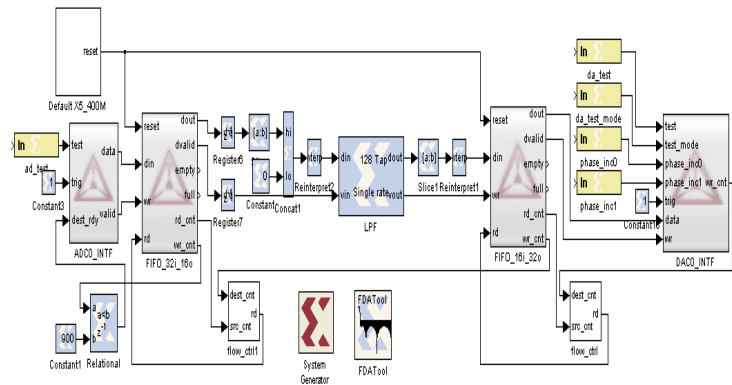 reset
Default X5_400M
In
ad_test
1
Constant3
test
data
trig
valid
dest_rdy
ADC0_INTF
reset
dout
dvalid
din
empty
full
wr
rd_cnt
rd
wr_cnt
FIFO_32i_16o
900
Constant1
a
a<b
z-1
b
Relational
Register6
[a:b]
Register7
0
Constant
hi
lo
Concat1
Reinterpret2
128 Tap
din
dout
Single rate
vin
vout
LPF
[a:b]
Slice1
Reinterpret1
dest_cnt
rd
src_cnt
flow_ctrl1
System
Generator
FDATool
FDATool
reset
dout
dvalid
din
empty
full
wr
rd_cnt
rd
wr_cnt
FIFO_16i_32o
In
da_test
In
da_test_mode
In
phase_inc0
In
phase_inc1
1
test
test_mode
phase_inc0
phase_inc1
wr_cnt
trig
data
wr
DAC0_INTF
dest_cnt
rd
src_cnt
flow_ctrl